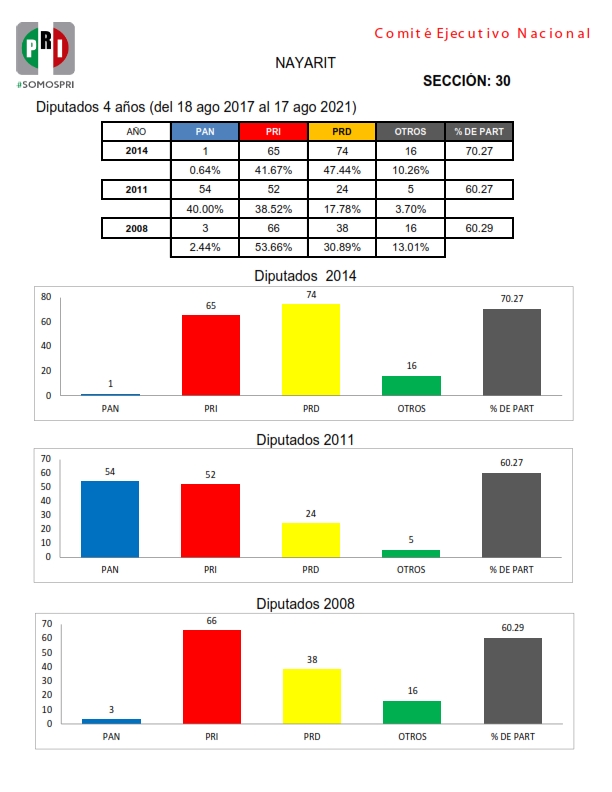 Comité Ejecutivo Nacional
PRI
#SOMOSPRI
NAYARIT
SECCIÓN: 30
Diputados 4 años (del 18 ago 2017 al 17 ago 2021)
AÑO PAN PRI PRD OTROS % DE PART
2014 1 65 74 16 70.27
0.64% 41.67% 47.44% 10.26%
2011 54 52 24 5 60.27
40.00% 38.52% 17.78% 3.70%
2008 3 66 38 16 60.29
2.44% 53.66% 30.89% 13.01%
Diputados 2014
80
60
40
20
0
1 65 74 16 70.27
PAN PRI PRD OTROS % DE PART
Diputados 2011
70
60
50
40
30
20
10
0
54 52 24 5 60.27
PAN PRI PRD OTROS % DE PART
Diputados 2008
70
60
50
40
30
20
10
0
3 66 38 16 60.29
PAN PRI PRD OTROS % DE PART